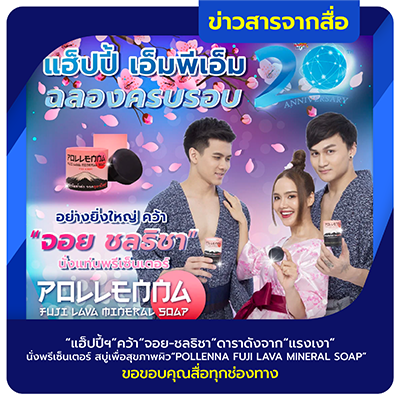 ข่าวสารจากสื่อ
แฮ็ปปี้ เอ็มพีเอ็ม
ฉลองครบรอบ
20
ANNIVERSARY
POLLENNA
อย่างยิ่งใหญ่ คว้า
"จอย ชลธิชา"
นั่งแท่นพรีเซ็นเตอร์
POLLENNA
FUJI LAVA MINERAL SOAP
"แฮ็ปปี้ฯ"คว้า"จอย-ชลธิชา"ดาราดังจาก"แรงเงา"
นั่งพรีเซ็นเตอร์ สบู่เพื่อสุขภาพผิว"POLLENNA FUJI LAVA MINERAL SOAP"
ขอขอบคุณสื่อทุกช่องทาง